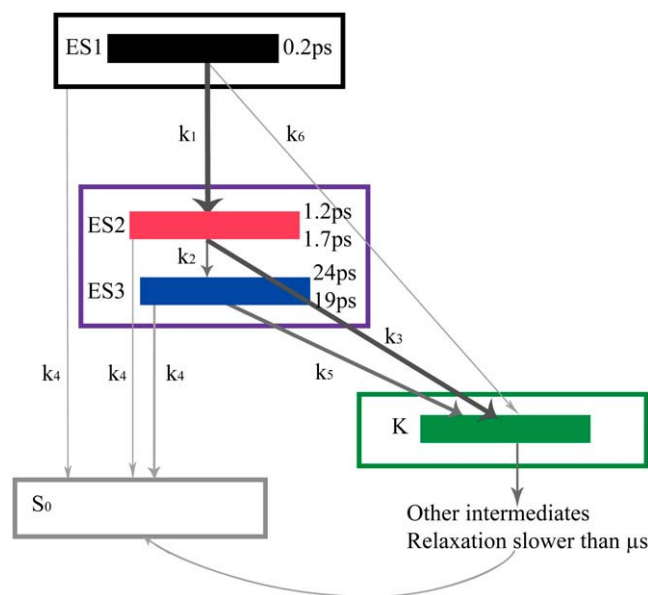 ES1
0.2ps
k1
k6
ES2
1.2ps
1.7ps
k2
24ps
ES3
19ps
k3
k4
k4
k4
k5
K
S0
Other intermediates
Relaxation slower than µs